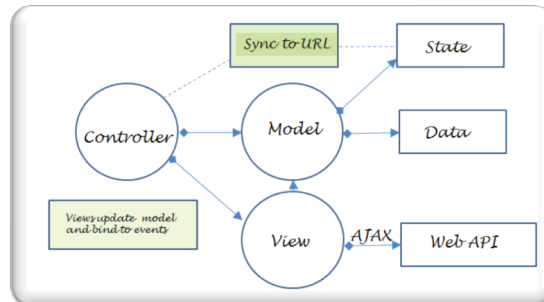 Sync to URL
State
Controller
Model
Data
Views update model
and bind to events
View
AJAX
Web API